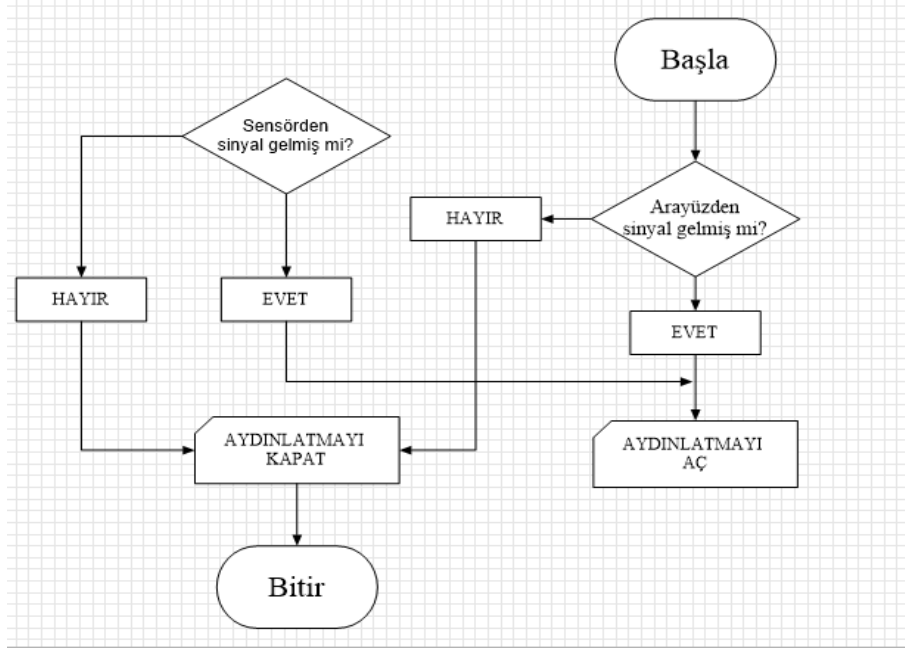 Başla
Sensörden
sinyal gelmiş mi?
Arayüzden
sinyal gelmiş mi?
HAYIR
HAYIR
EVET
EVET
AYDINLATMAYI
KAPAT
AYDINLATMAYI
AÇ
Bitir